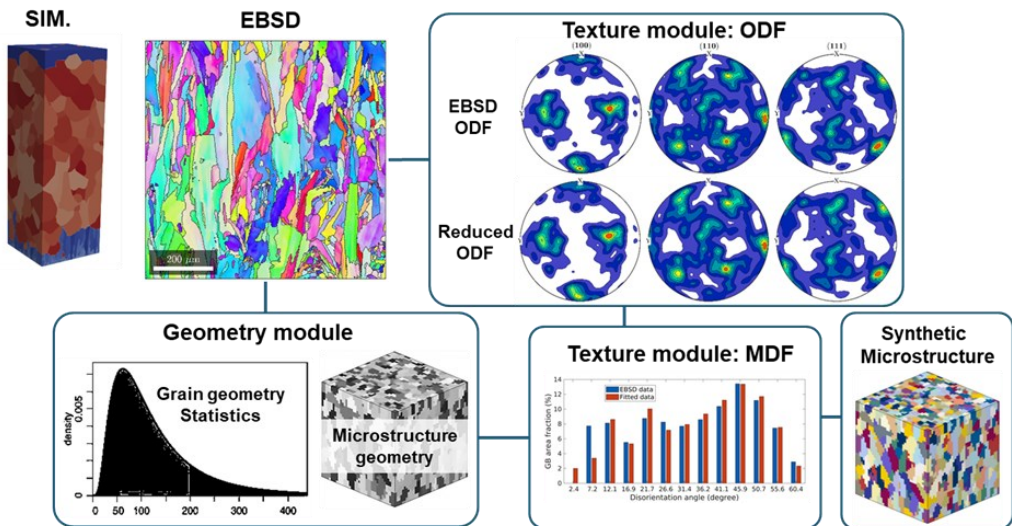 SIM.
EBSD
200 μm
Texture module: ODF
(100)
(110)
(111)
X
X
X
Y
Y
Y
EBSD
ODF
X
X
X
Y
Y
Y
Reduced
ODF
Geometry module
density
0.005
Grain geometry
Statistics
0 50 100 200 300 400
Microstructure
geometry
Texture module: MDF
GB area fraction (%)
14
12
10
8
6
4
2
0
EBSD data
Fitted data
2.4 7.2 12.1 16.9 21.7 26.6 31.4 36.2 41.1 45.9 50.7 55.6 60.4
Disorientation angle (degree)
Synthetic
Microstructure